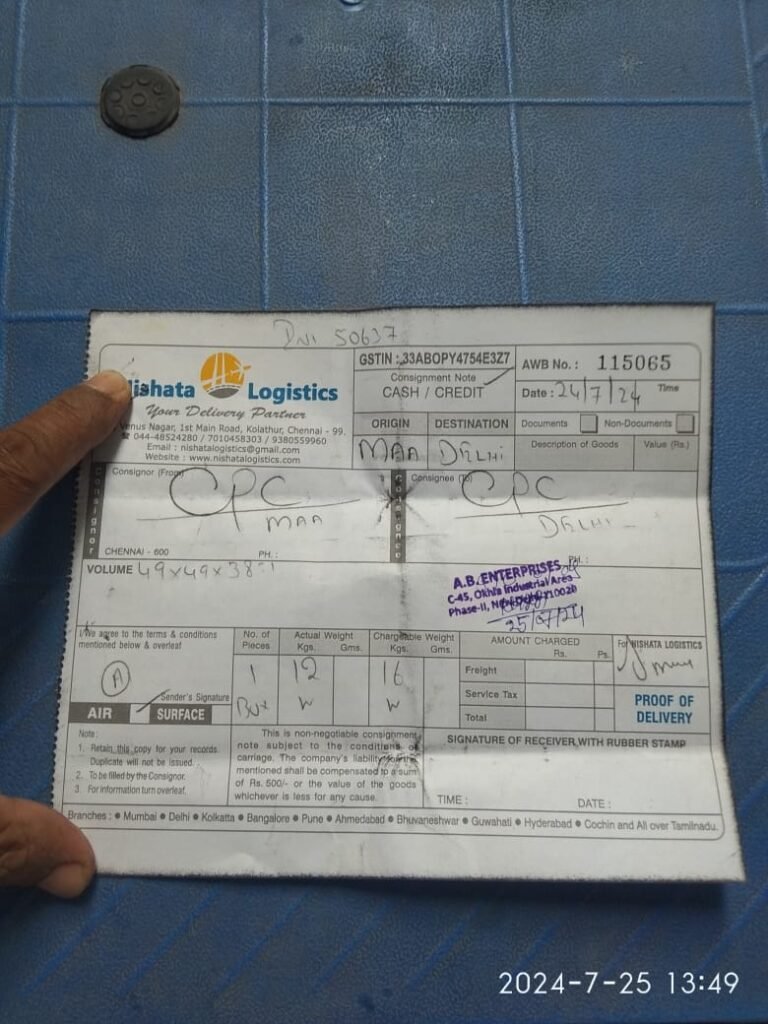 DNI 50637
Nishata Logistics
Your Delivery Partner
Venus Nagar, 1st Main Road, Kolathur, Chennai - 99.
044-48524280 / 7010458303 / 9380559960
Email : nishatalogistics@gmail.com
Website : www.nishatalogistics.com
GSTIN : 33ABOPY4754E3Z7
Consignment Note
CASH / CREDIT
AWB No. : 115065
Date : 24/7/24 Time
ORIGIN DESTINATION
MAA DELHI
Documents Non-Documents
Description of Goods Value (Rs.)
Consignor
Consignor (From)
CPC
MAA
CHENNAI - 600 PH. :
Consignee
Consignee (To)
CPC
DELHI
PH. :
VOLUME 49x49x38=1
A.B. ENTERPRISES
C-45, Okhla Industrial Area
Phase-II, New Delhi-110020
25/07/24
I/We agree to the terms & conditions
mentioned below & overleaf
A
Sender's Signature
AIR SURFACE
No. of Pieces
1
Box
Actual Weight
Kgs. Gms.
12
Chargeable Weight
Kgs. Gms.
16
AMOUNT CHARGED
Rs. Ps.
Freight
Service Tax
Total
For NISHATA LOGISTICS
PROOF OF
DELIVERY
Note :
1. Retain this copy for your records.
Duplicate will not be issued.
2. To be filled by the Consignor.
3. For information turn overleaf.
This is non-negotiable consignment
note subject to the conditions of
carriage. The company's liability
mentioned shall be compensated to a sum
of Rs. 500/- or the value of the goods
whichever is less for any cause.
SIGNATURE OF RECEIVER WITH RUBBER STAMP
TIME : DATE :
Branches : ● Mumbai ● Delhi ● Kolkatta ● Bangalore ● Pune ● Ahmedabad ● Bhuvaneshwar ● Guwahati ● Hyderabad ● Cochin and All over Tamilnadu.
2024-7-25 13:49